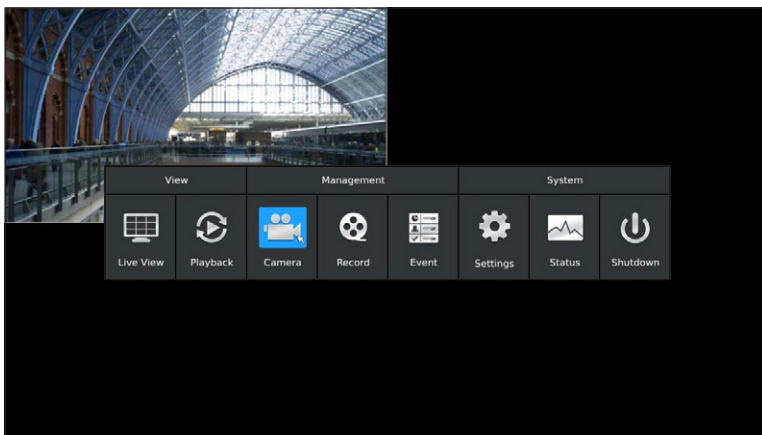 View Management System
Live View Playback Camera Record Event Settings Status Shutdown